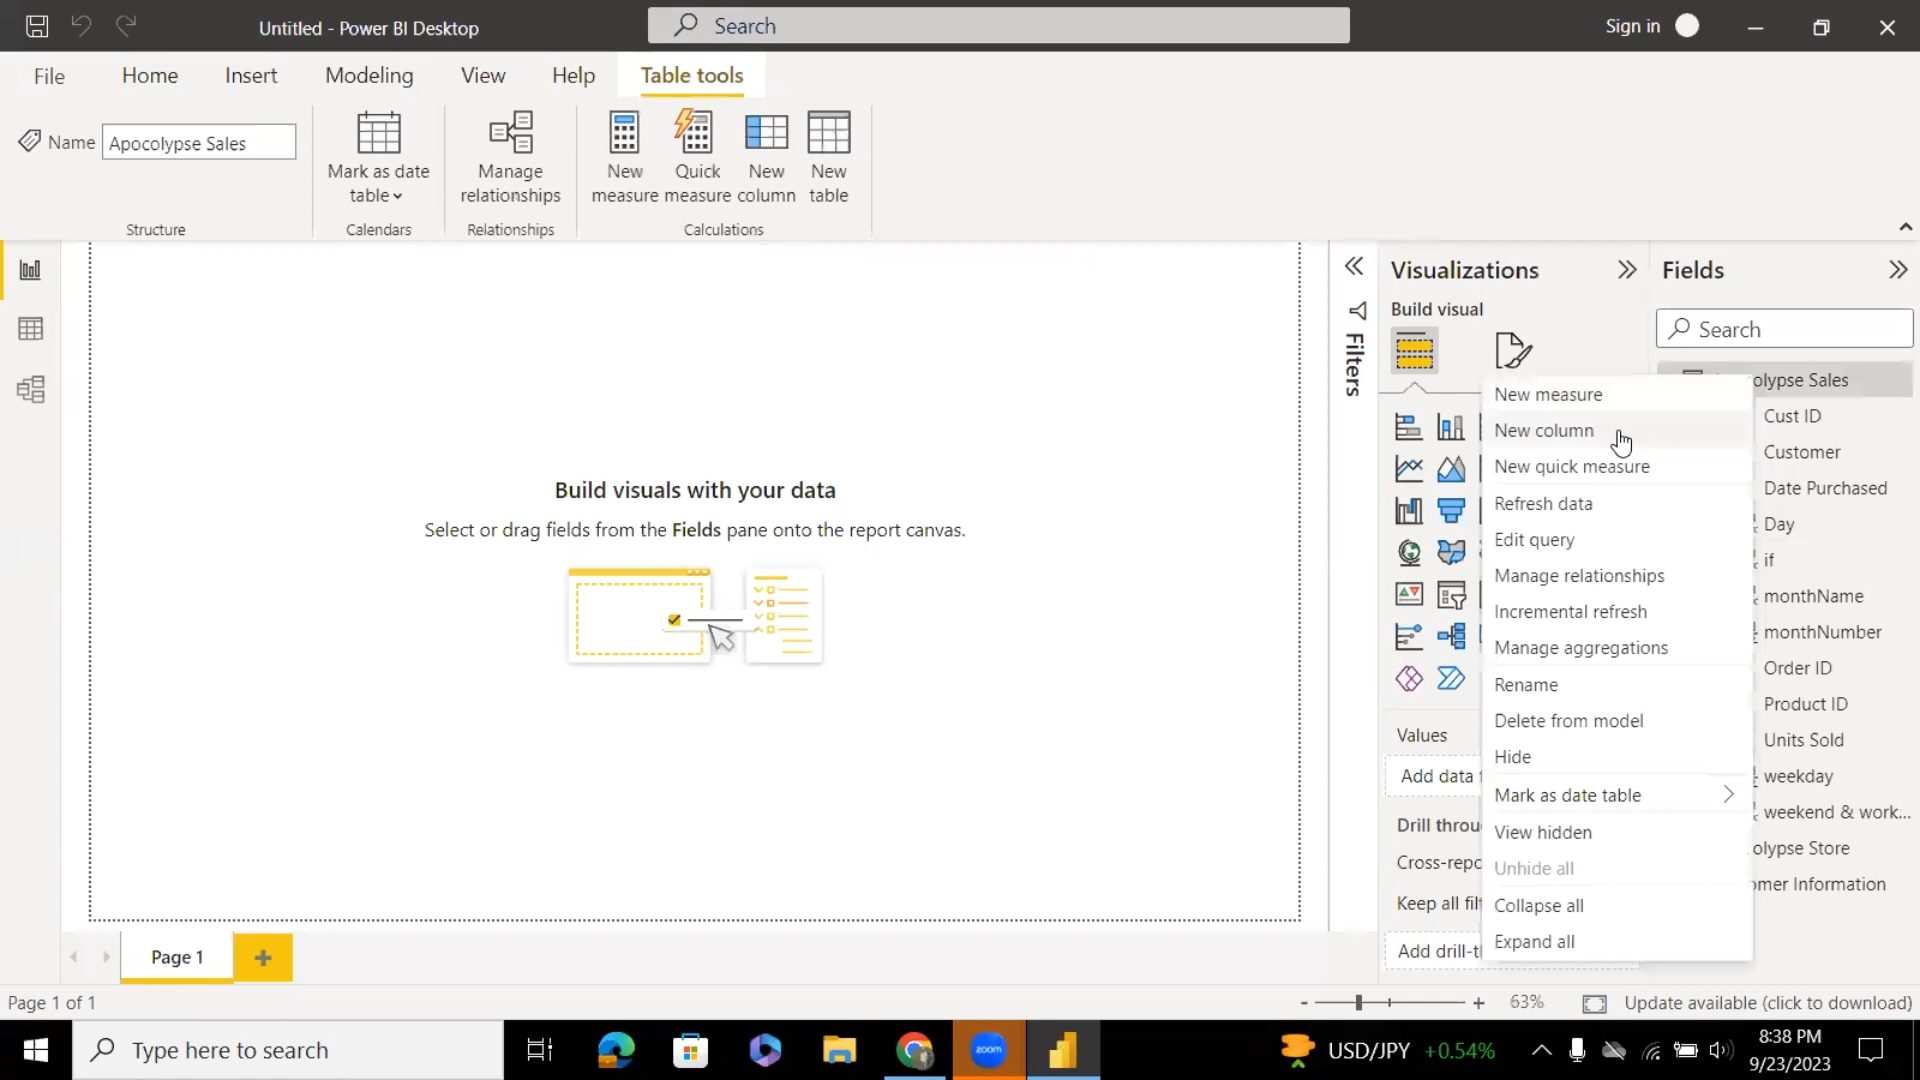 Untitled - Power BI Desktop
Search
Sign in
File
Home
Insert
Modeling
View
Help
Table tools
Name
Apocolypse Sales
Mark as date
table
Manage
relationships
New
measure
Quick
measure
New
column
New
table
Structure
Calendars
Relationships
Calculations
Build visuals with your data
Select or drag fields from the Fields pane onto the report canvas.
Filters
Visualizations
Build visual
Values
Add data
Drill throu
Cross-repo
Keep all filt
Add drill-t
New measure
New column
New quick measure
Refresh data
Edit query
Manage relationships
Incremental refresh
Manage aggregations
Rename
Delete from model
Hide
Mark as date table
View hidden
Unhide all
Collapse all
Expand all
Fields
Search
olypse Sales
Cust ID
Customer
Date Purchased
Day
if
monthName
monthNumber
Order ID
Product ID
Units Sold
weekday
weekend & work...
olypse Store
omer Information
Page 1
Page 1 of 1
63%
Update available (click to download)
Type here to search
zoom
USD/JPY +0.54%
8:38 PM
9/23/2023